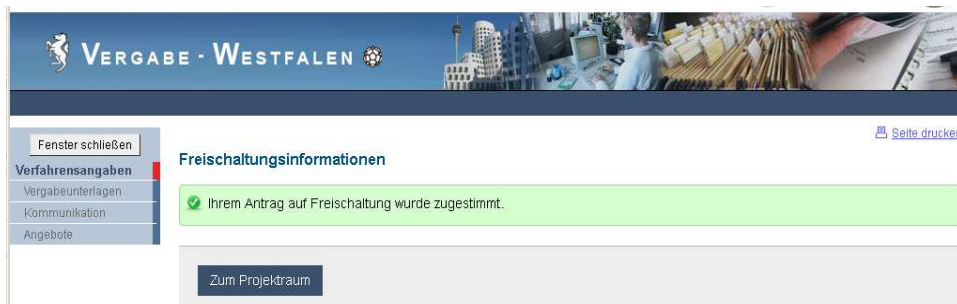 VERGABE - WESTFALEN
Seite drucken
Fenster schließen
Freischaltungsinformationen
Verfahrensangaben
Vergabeunterlagen
Ihrem Antrag auf Freischaltung wurde zugestimmt.
Kommunikation
Angebote
Zum Projektraum